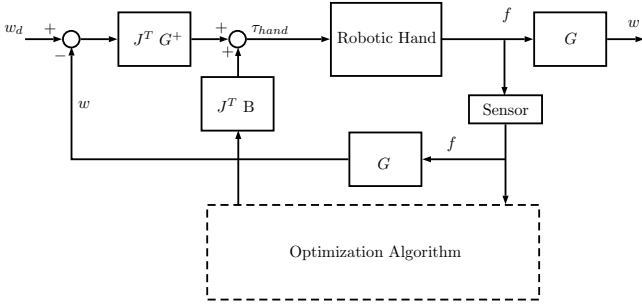 w_d
+
−
J^T G^+
+
+
τ_hand
Robotic Hand
f
G
w
J^T B
Sensor
w
G
f
Optimization Algorithm